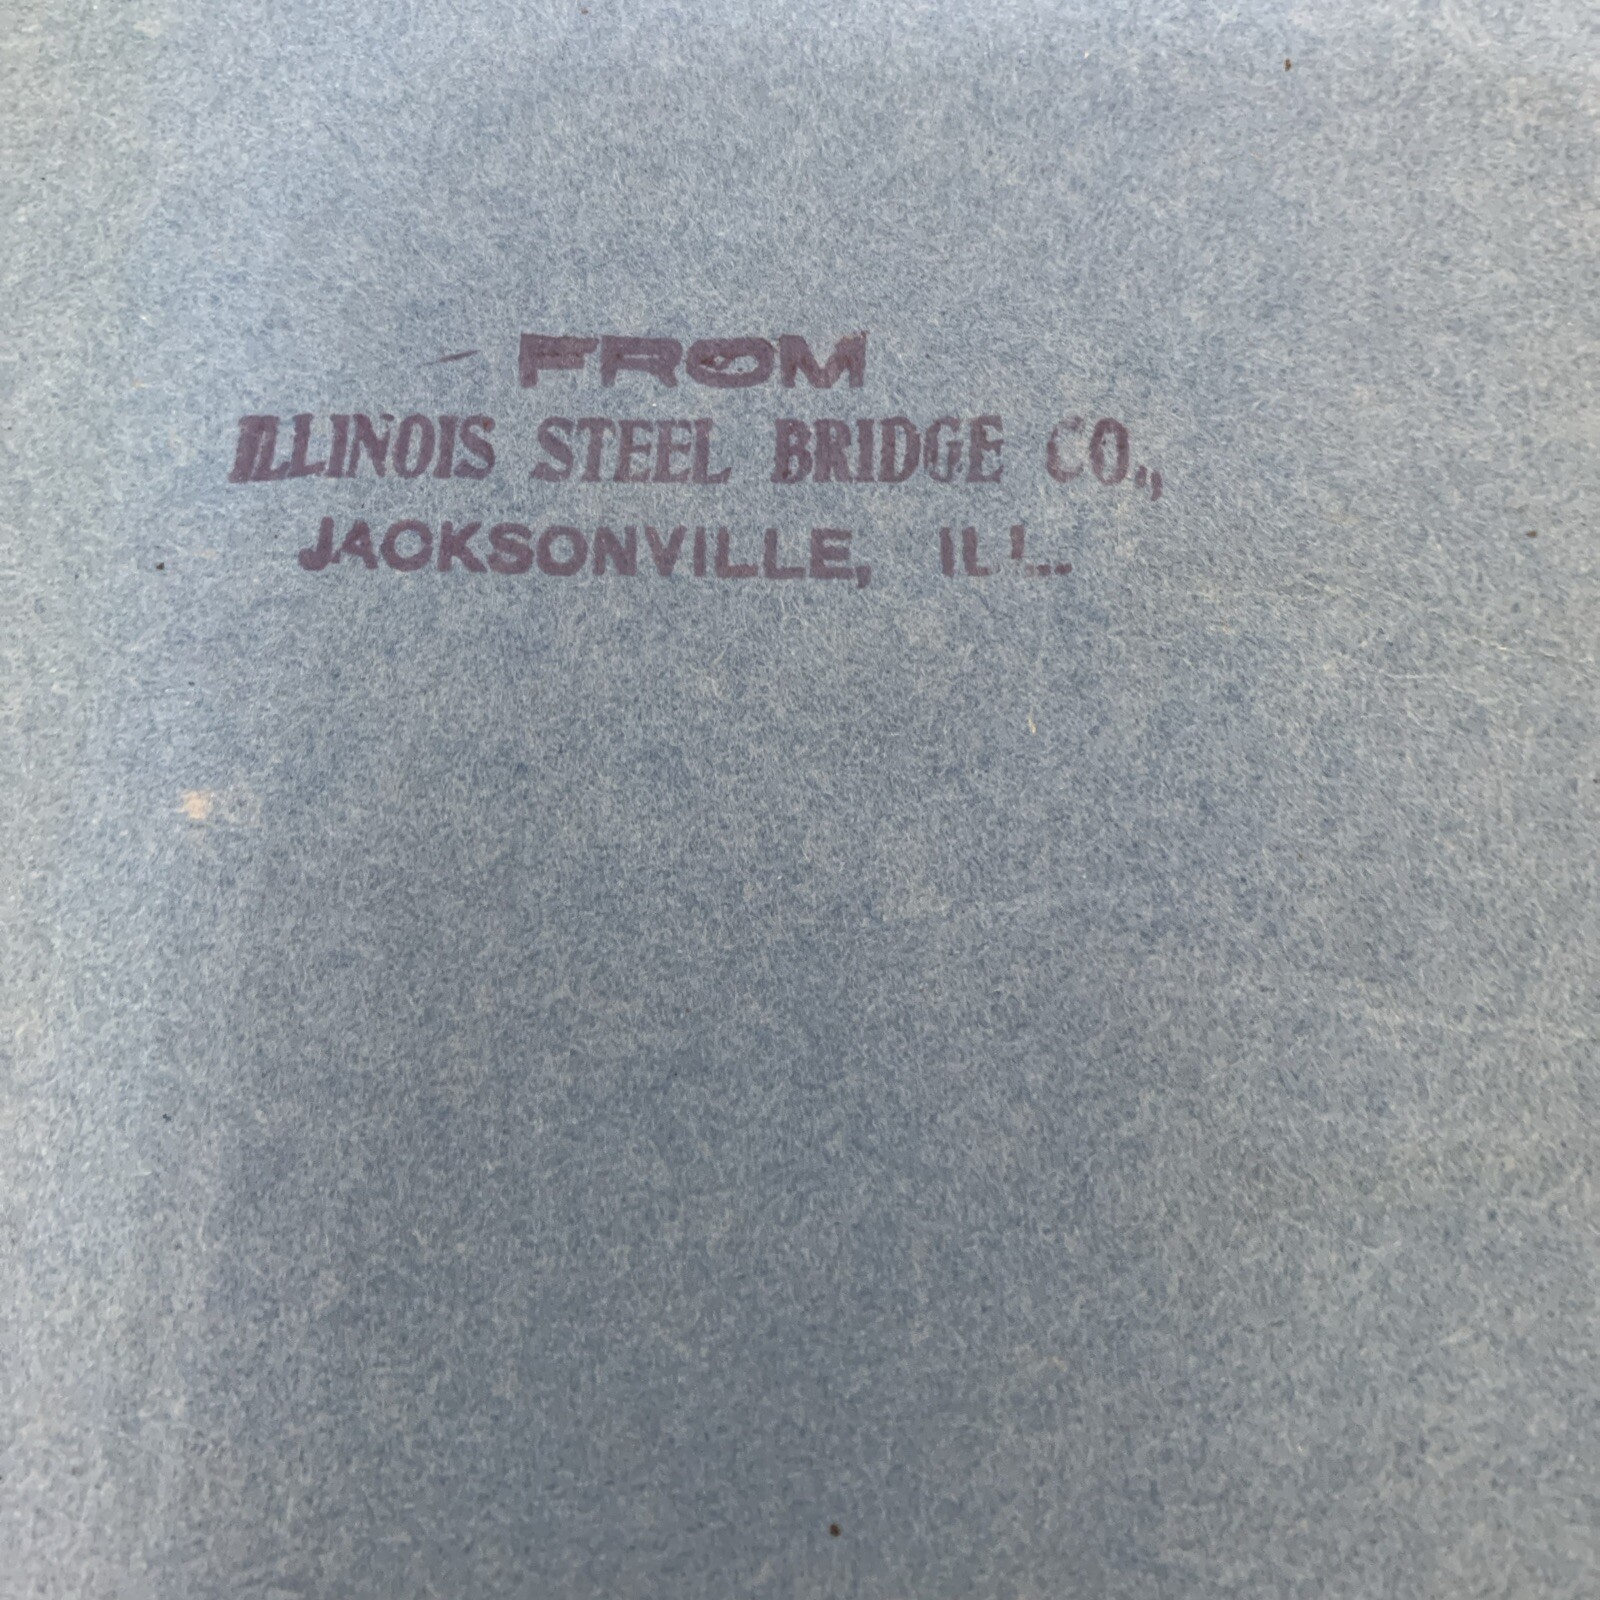 FROM
ILLINOIS STEEL BRIDGE CO.,
JACKSONVILLE, ILL.